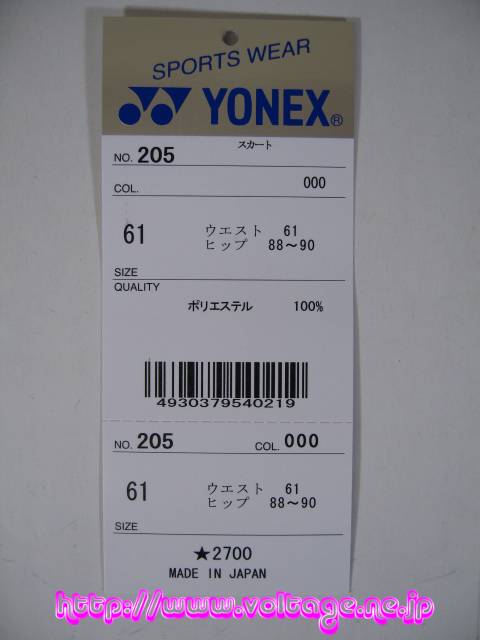 SPORTS WEAR
YONEX®
スカート
NO. 205
COL. 000
61 ウエスト 61
ヒップ 88～90
SIZE
QUALITY
ポリエステル 100%
4930379540219
NO. 205 COL. 000
61 ウエスト 61
ヒップ 88～90
SIZE
★2700
MADE IN JAPAN
http://www.voltage.ne.jp